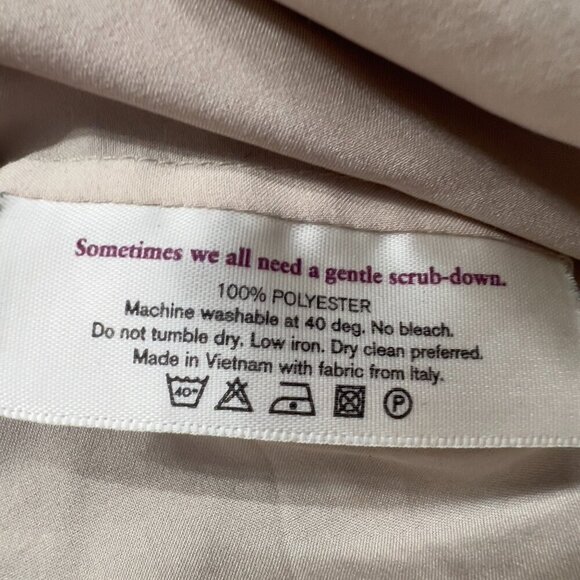 Sometimes we all need a gentle scrub-down.
100% POLYESTER
Machine washable at 40 deg. No bleach.
Do not tumble dry. Low iron. Dry clean preferred.
Made in Vietnam with fabric from Italy.
40° P